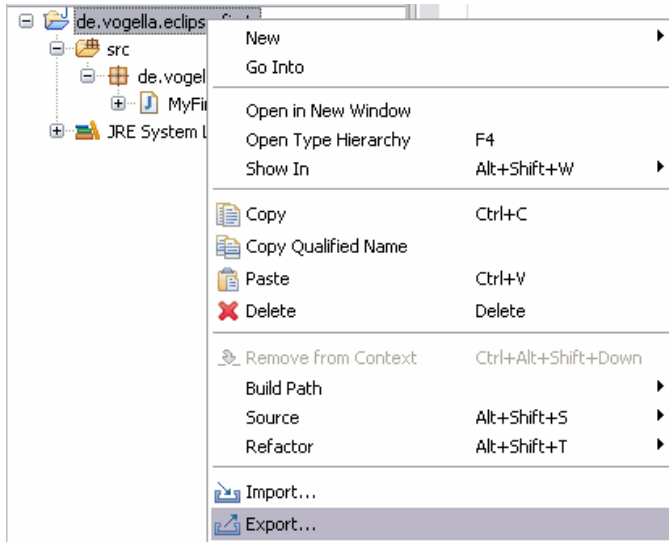 de.vogella.eclips
src
de.vogel
MyFi
JRE System L
New
Go Into
Open in New Window
Open Type Hierarchy F4
Show In Alt+Shift+W
Copy Ctrl+C
Copy Qualified Name
Paste Ctrl+V
Delete Delete
Remove from Context Ctrl+Alt+Shift+Down
Build Path
Source Alt+Shift+S
Refactor Alt+Shift+T
Import...
Export...